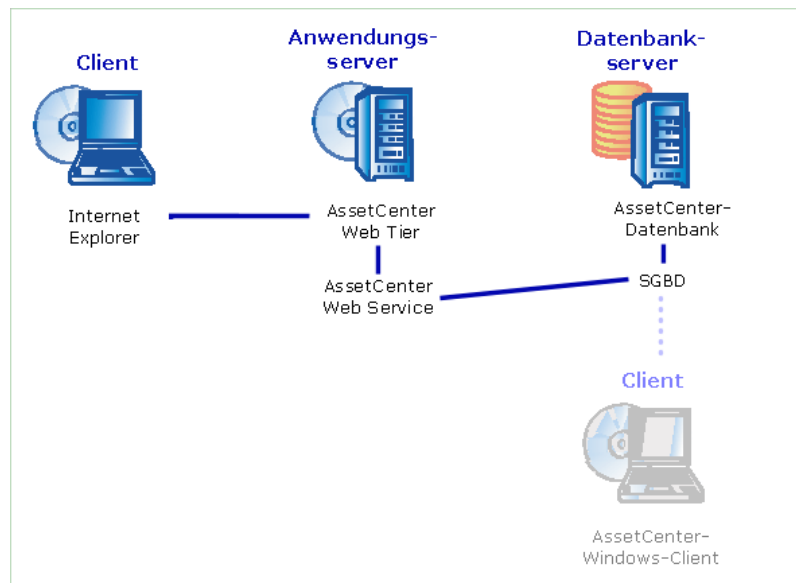 Client
Anwendungs-
server
Datenbank-
server
Internet
Explorer
AssetCenter
Web Tier
AssetCenter-
Datenbank
AssetCenter
Web Service
SGBD
Client
AssetCenter-
Windows-Client